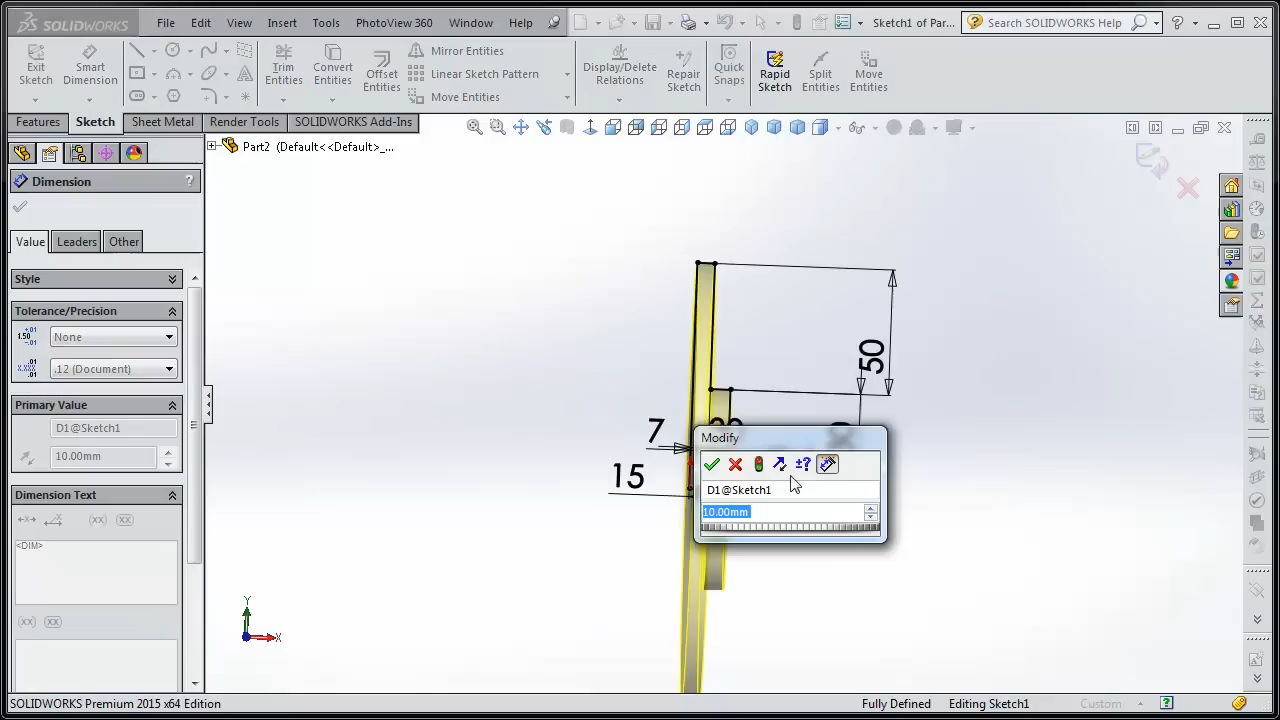 SOLIDWORKS File Edit View Insert Tools PhotoView 360 Window Help Sketch1 of Par... Search SOLIDWORKS Help
Exit Sketch
Smart Dimension
Trim Entities
Convert Entities
Offset Entities
Mirror Entities
Linear Sketch Pattern
Move Entities
Display/Delete Relations
Repair Sketch
Quick Snaps
Rapid Sketch
Split Entities
Move Entities
Features Sketch Sheet Metal Render Tools SOLIDWORKS Add-Ins
Part2 (Default<<Default>_...
Dimension ?
Value Leaders Other
Style
Tolerance/Precision
None
.12 (Document)
Primary Value
D1@Sketch1
10.00mm
Dimension Text
<DIM>
50
7
15
Modify
D1@Sketch1
10.00mm
Y
X
SOLIDWORKS Premium 2015 x64 Edition Fully Defined Editing Sketch1 Custom